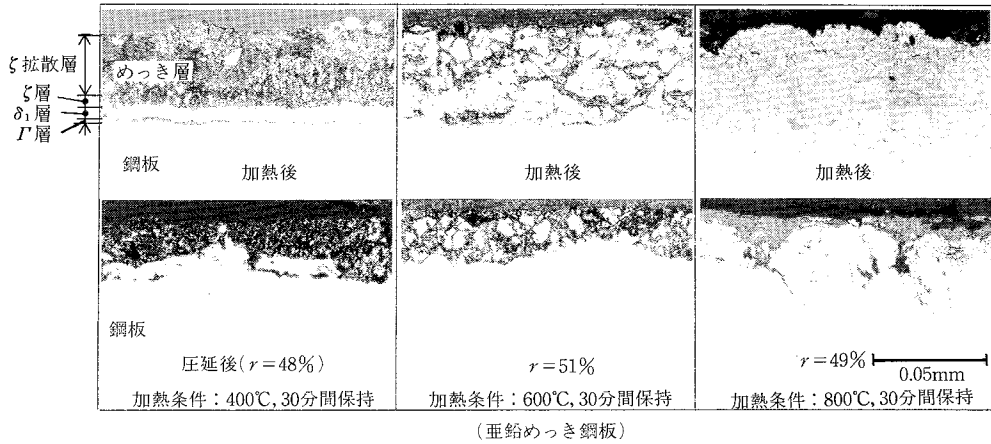 ζ拡散層
めっき層
ζ層
δ₁層
Γ層
鋼板
加熱後
加熱後
加熱後
鋼板
圧延後(r=48%)
r=51%
r=49%
0.05mm
加熱条件：400℃, 30分間保持
加熱条件：600℃, 30分間保持
加熱条件：800℃, 30分間保持
(亜鉛めっき鋼板)